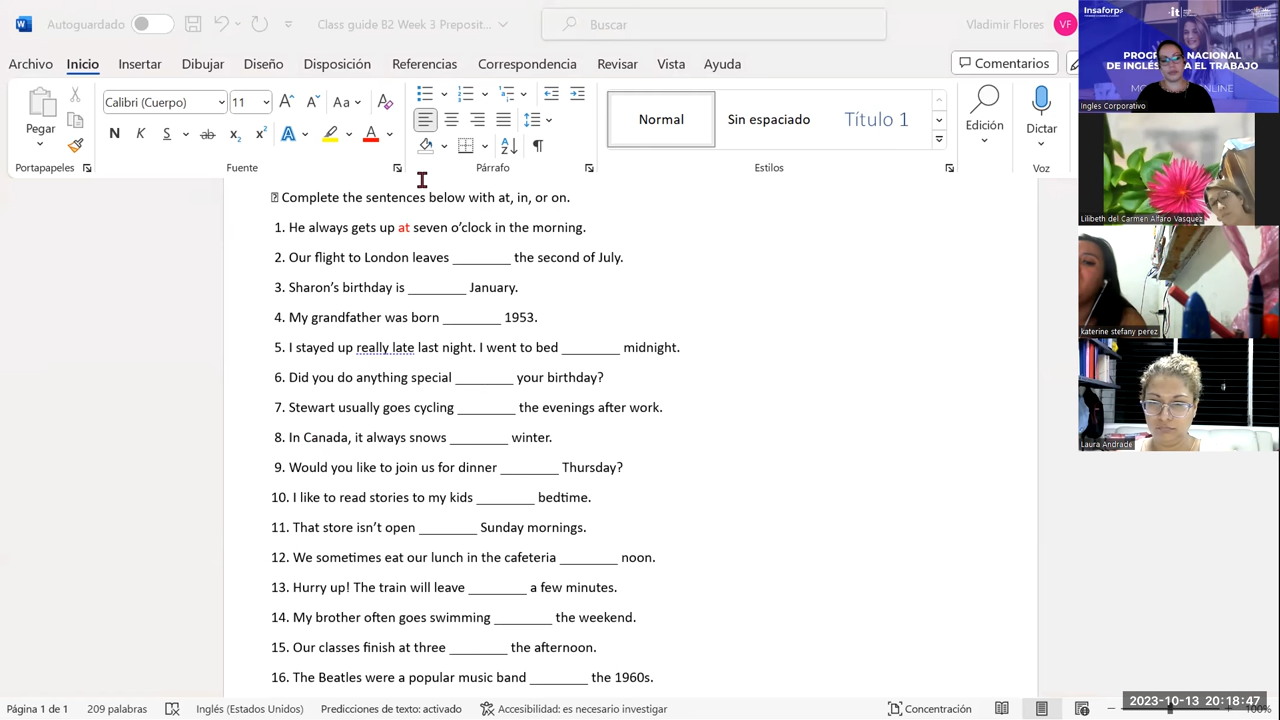 Autoguardado
Class guide B2 Week 3 Preposit...
Buscar
Vladimir Flores
VF
Archivo Inicio Insertar Dibujar Diseño Disposición Referencias Correspondencia Revisar Vista Ayuda
Comentarios
Pegar
Calibri (Cuerpo) 11
Normal
Sin espaciado
Título 1
Edición
Dictar
Portapapeles
Fuente
Párrafo
Estilos
Voz
Complete the sentences below with at, in, or on.
1. He always gets up at seven o’clock in the morning.
2. Our flight to London leaves ________ the second of July.
3. Sharon’s birthday is ________ January.
4. My grandfather was born ________ 1953.
5. I stayed up really late last night. I went to bed ________ midnight.
6. Did you do anything special ________ your birthday?
7. Stewart usually goes cycling ________ the evenings after work.
8. In Canada, it always snows ________ winter.
9. Would you like to join us for dinner ________ Thursday?
10. I like to read stories to my kids ________ bedtime.
11. That store isn’t open ________ Sunday mornings.
12. We sometimes eat our lunch in the cafeteria ________ noon.
13. Hurry up! The train will leave ________ a few minutes.
14. My brother often goes swimming ________ the weekend.
15. Our classes finish at three ________ the afternoon.
16. The Beatles were a popular music band ________ the 1960s.
Insaforp
Ingles Corporativo
Lilibeth del Carmen Alfaro Vasquez
katerine stefany perez
Laura Andrade
Página 1 de 1
209 palabras
Inglés (Estados Unidos)
Predicciones de texto: activado
Accesibilidad: es necesario investigar
Concentración
2023-10-13 20:18:47
100%